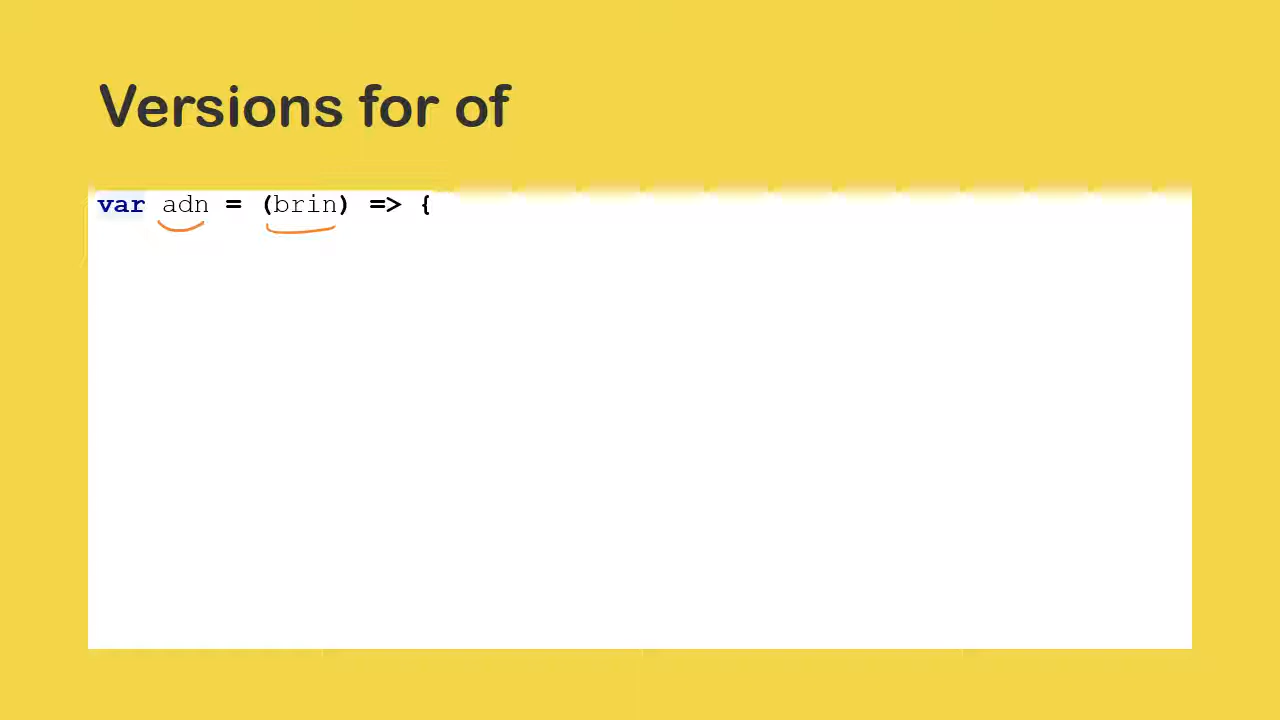 Versions for of
var adn = (brin) => {